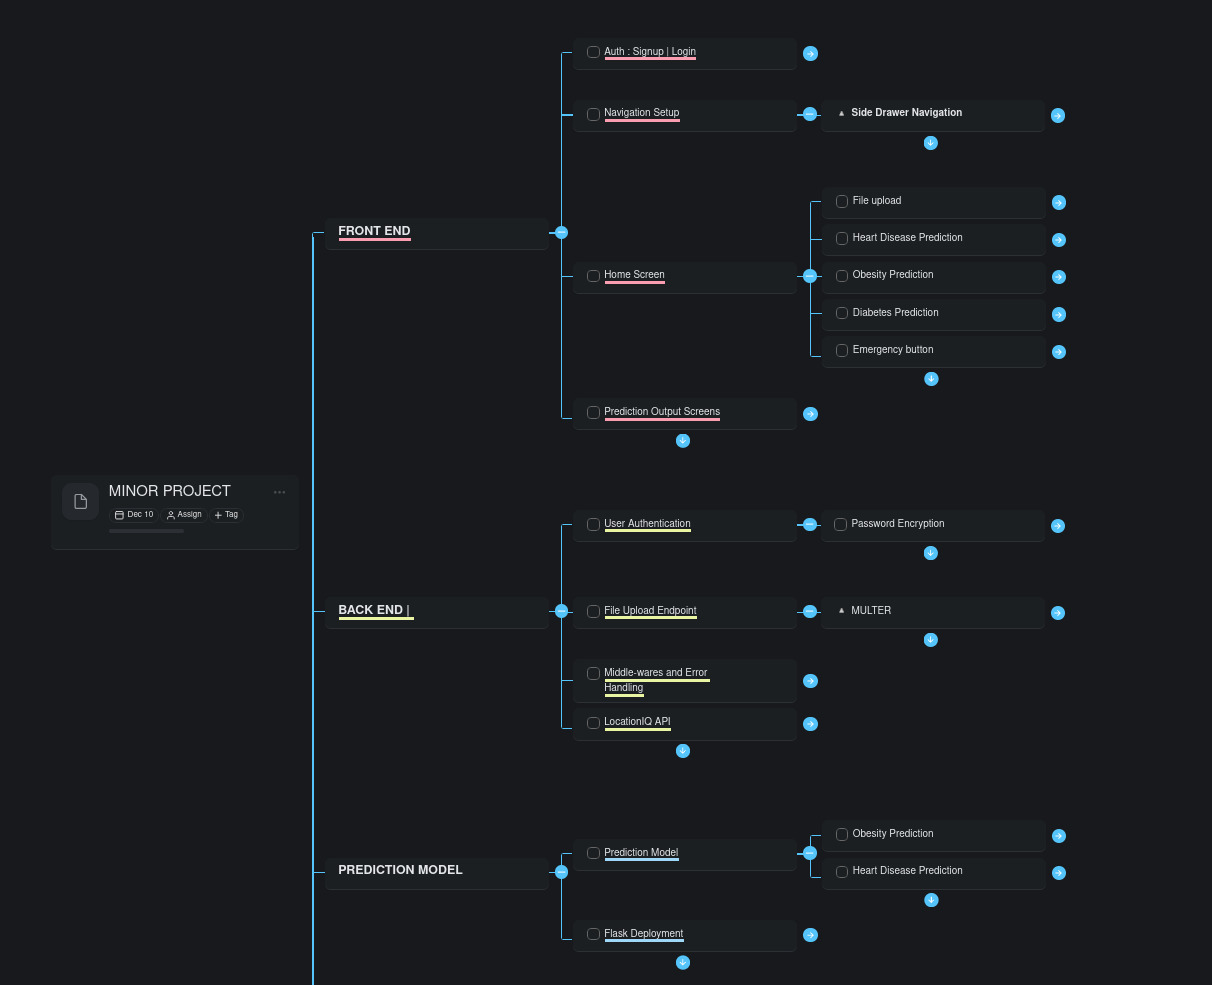 Auth : Signup | Login
Navigation Setup
Side Drawer Navigation
File upload
FRONT END
Heart Disease Prediction
Home Screen
Obesity Prediction
Diabetes Prediction
Emergency button
Prediction Output Screens
MINOR PROJECT
Dec 10 Assign Tag
User Authentication
Password Encryption
BACK END |
File Upload Endpoint
MULTER
Middle-wares and Error
Handling
LocationIQ API
Obesity Prediction
Prediction Model
PREDICTION MODEL
Heart Disease Prediction
Flask Deployment